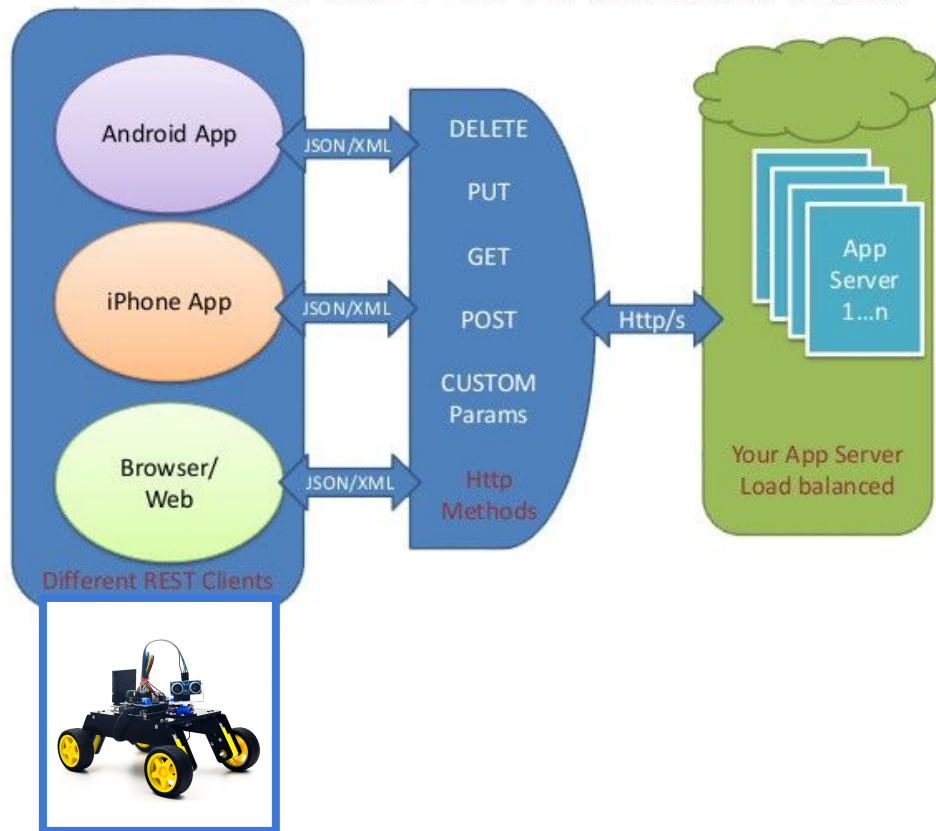 Android App
JSON/XML
iPhone App
JSON/XML
Browser/
Web
JSON/XML
Different REST Clients
DELETE
PUT
GET
POST
CUSTOM
Params
Http
Methods
Http/s
App
Server
1...n
Your App Server
Load balanced